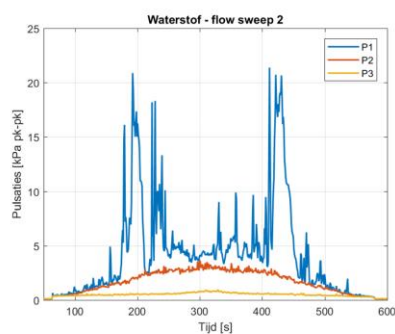 Waterstof - flow sweep 2
P1
P2
P3
25
20
15
10
5
0
Pulsaties [kPa pk-pk]
100 200 300 400 500 600
Tijd [s]